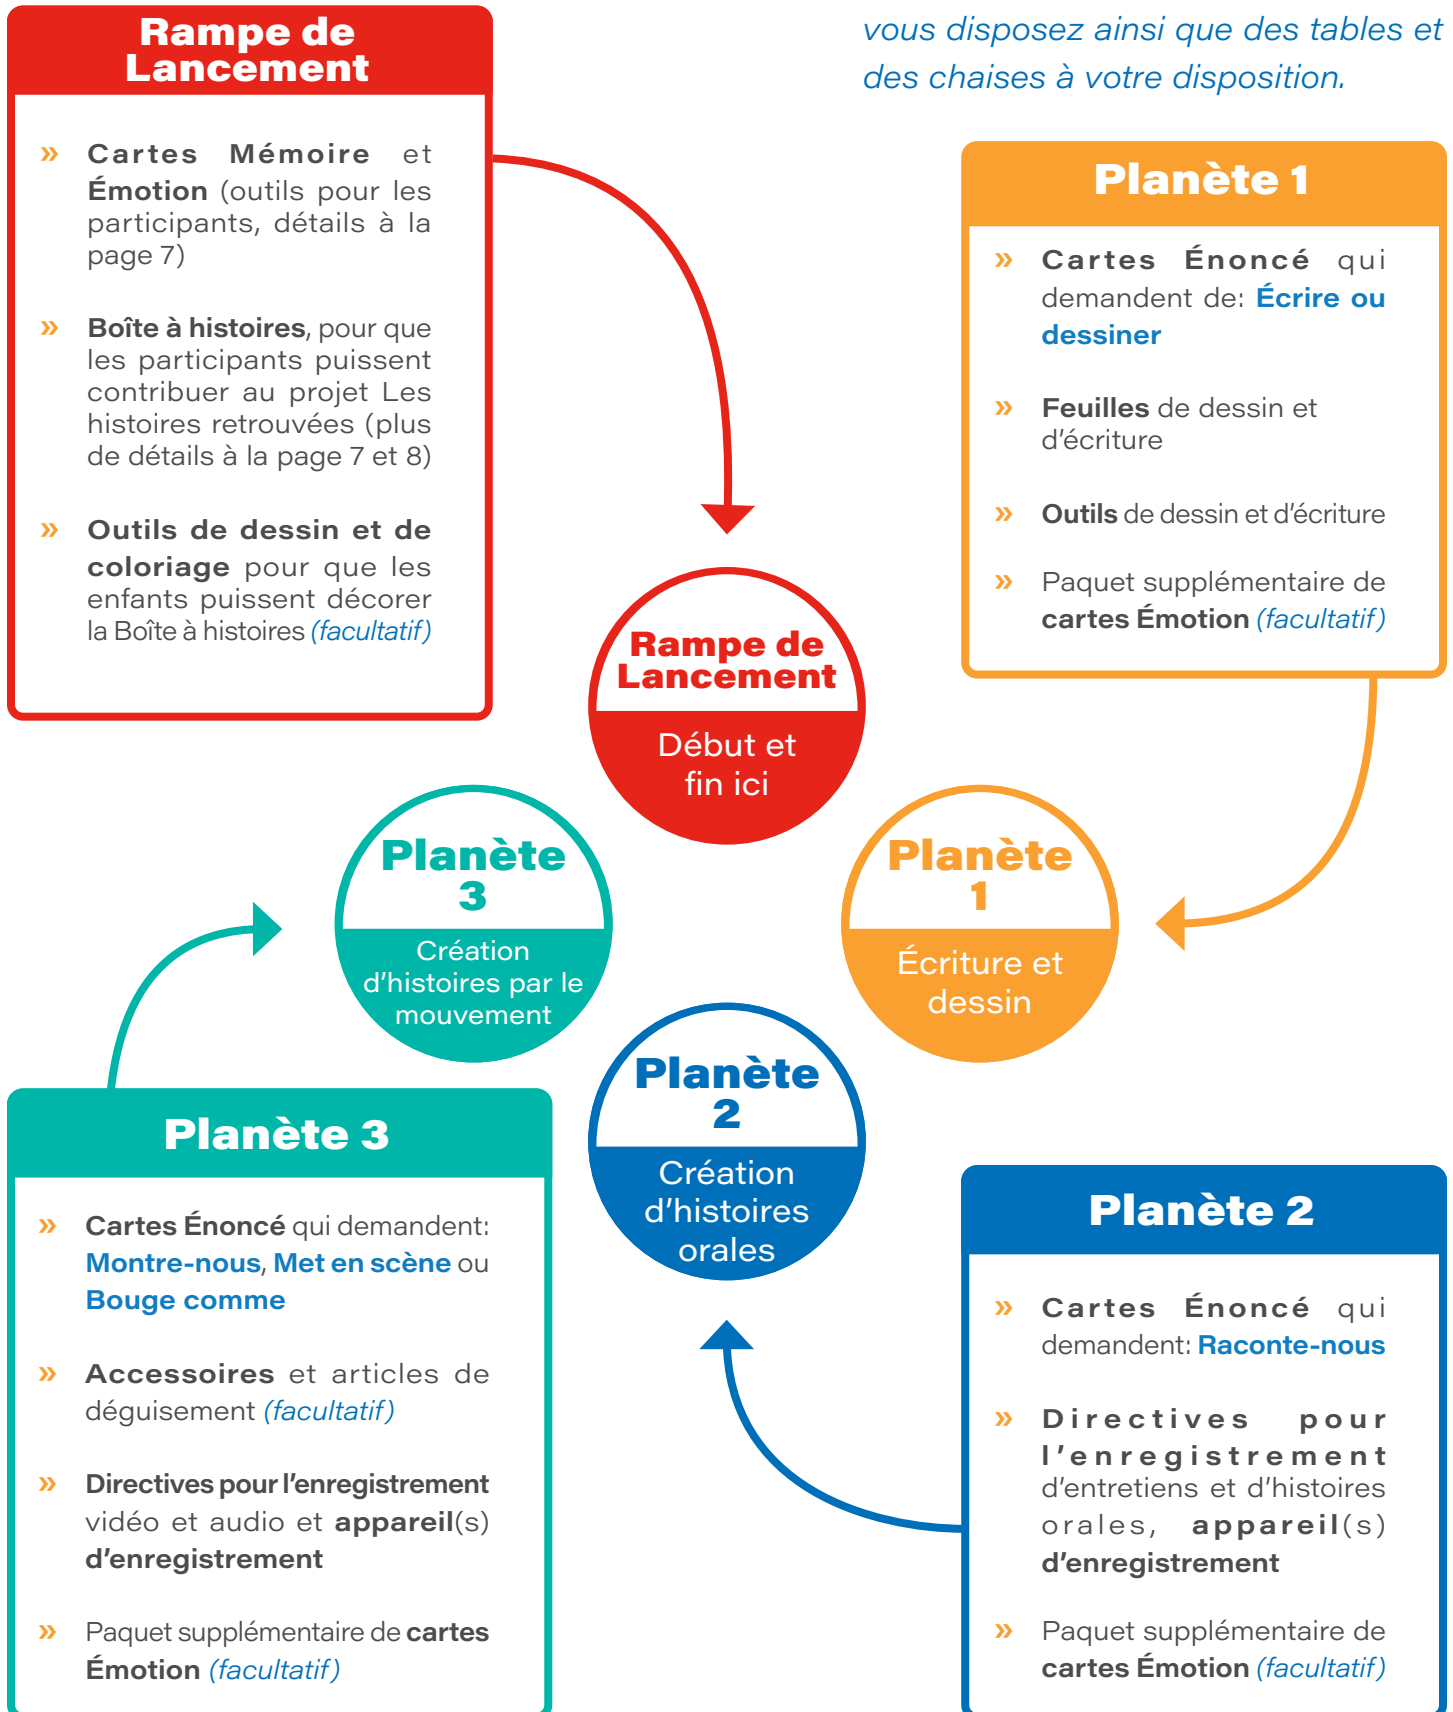 vous disposez ainsi que des tables et
des chaises à votre disposition.
Rampe de
Lancement
» Cartes Mémoire et
Émotion (outils pour les
participants, détails à la
page 7)
» Boîte à histoires, pour que
les participants puissent
contribuer au projet Les
histoires retrouvées (plus
de détails à la page 7 et 8)
» Outils de dessin et de
coloriage pour que les
enfants puissent décorer
la Boîte à histoires (facultatif)
Planète 1
» Cartes Énoncé qui
demandent de: Écrire ou
dessiner
» Feuilles de dessin et
d'écriture
» Outils de dessin et d'écriture
» Paquet supplémentaire de
cartes Émotion (facultatif)
Rampe de
Lancement
Début et
fin ici
Planète
3
Création
d'histoires par le
mouvement
Planète
1
Écriture et
dessin
Planète
2
Création
d'histoires
orales
Planète 3
» Cartes Énoncé qui demandent:
Montre-nous, Met en scène ou
Bouge comme
» Accessoires et articles de
déguisement (facultatif)
» Directives pour l'enregistrement
vidéo et audio et appareil(s)
d'enregistrement
» Paquet supplémentaire de cartes
Émotion (facultatif)
Planète 2
» Cartes Énoncé qui
demandent: Raconte-nous
» Directives pour
l'enregistrement
d'entretiens et d'histoires
orales, appareil(s)
d'enregistrement
» Paquet supplémentaire de
cartes Émotion (facultatif)